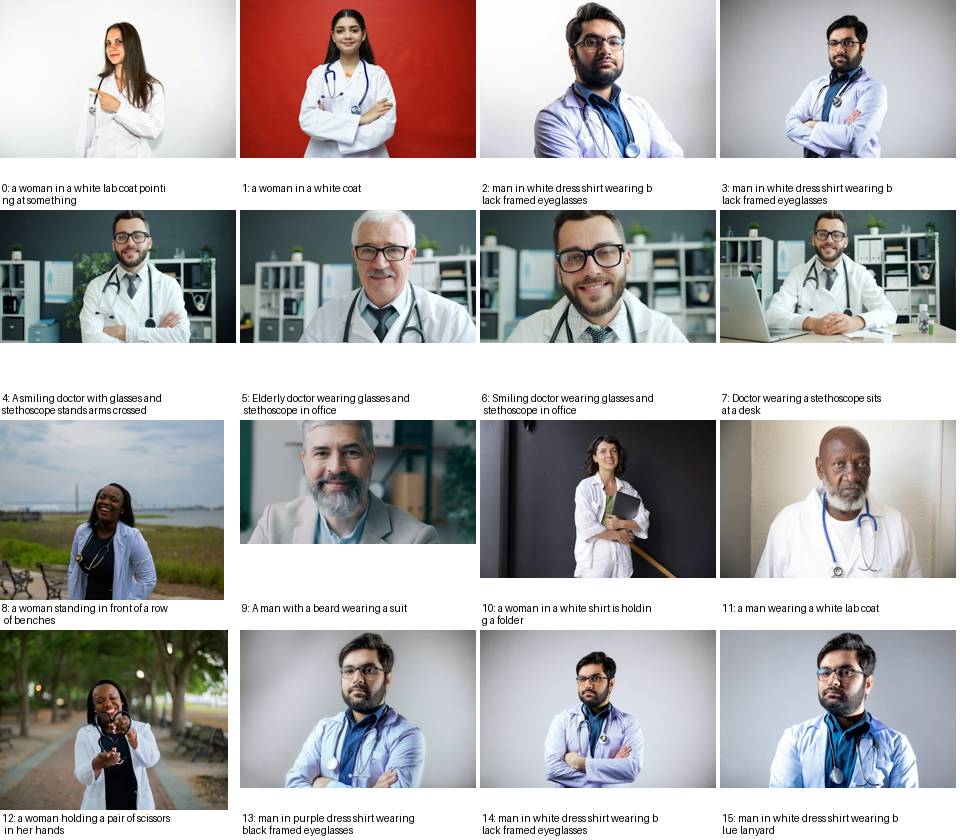 0: a woman in a white lab coat pointi
ng at something
1: a woman in a white coat
2: man in white dress shirt wearing b
lack framed eyeglasses
3: man in white dress shirt wearing b
lack framed eyeglasses
4: A smiling doctor with glasses and
stethoscope stands arms crossed
5: Elderly doctor wearing glasses and
stethoscope in office
6: Smiling doctor wearing glasses and
stethoscope in office
7: Doctor wearing a stethoscope sits
at a desk
8: a woman standing in front of a row
of benches
9: A man with a beard wearing a suit
10: a woman in a white shirt is holdin
g a folder
11: a man wearing a white lab coat
12: a woman holding a pair of scissors
in her hands
13: man in purple dress shirt wearing
black framed eyeglasses
14: man in white dress shirt wearing b
lack framed eyeglasses
15: man in white dress shirt wearing b
lue lanyard